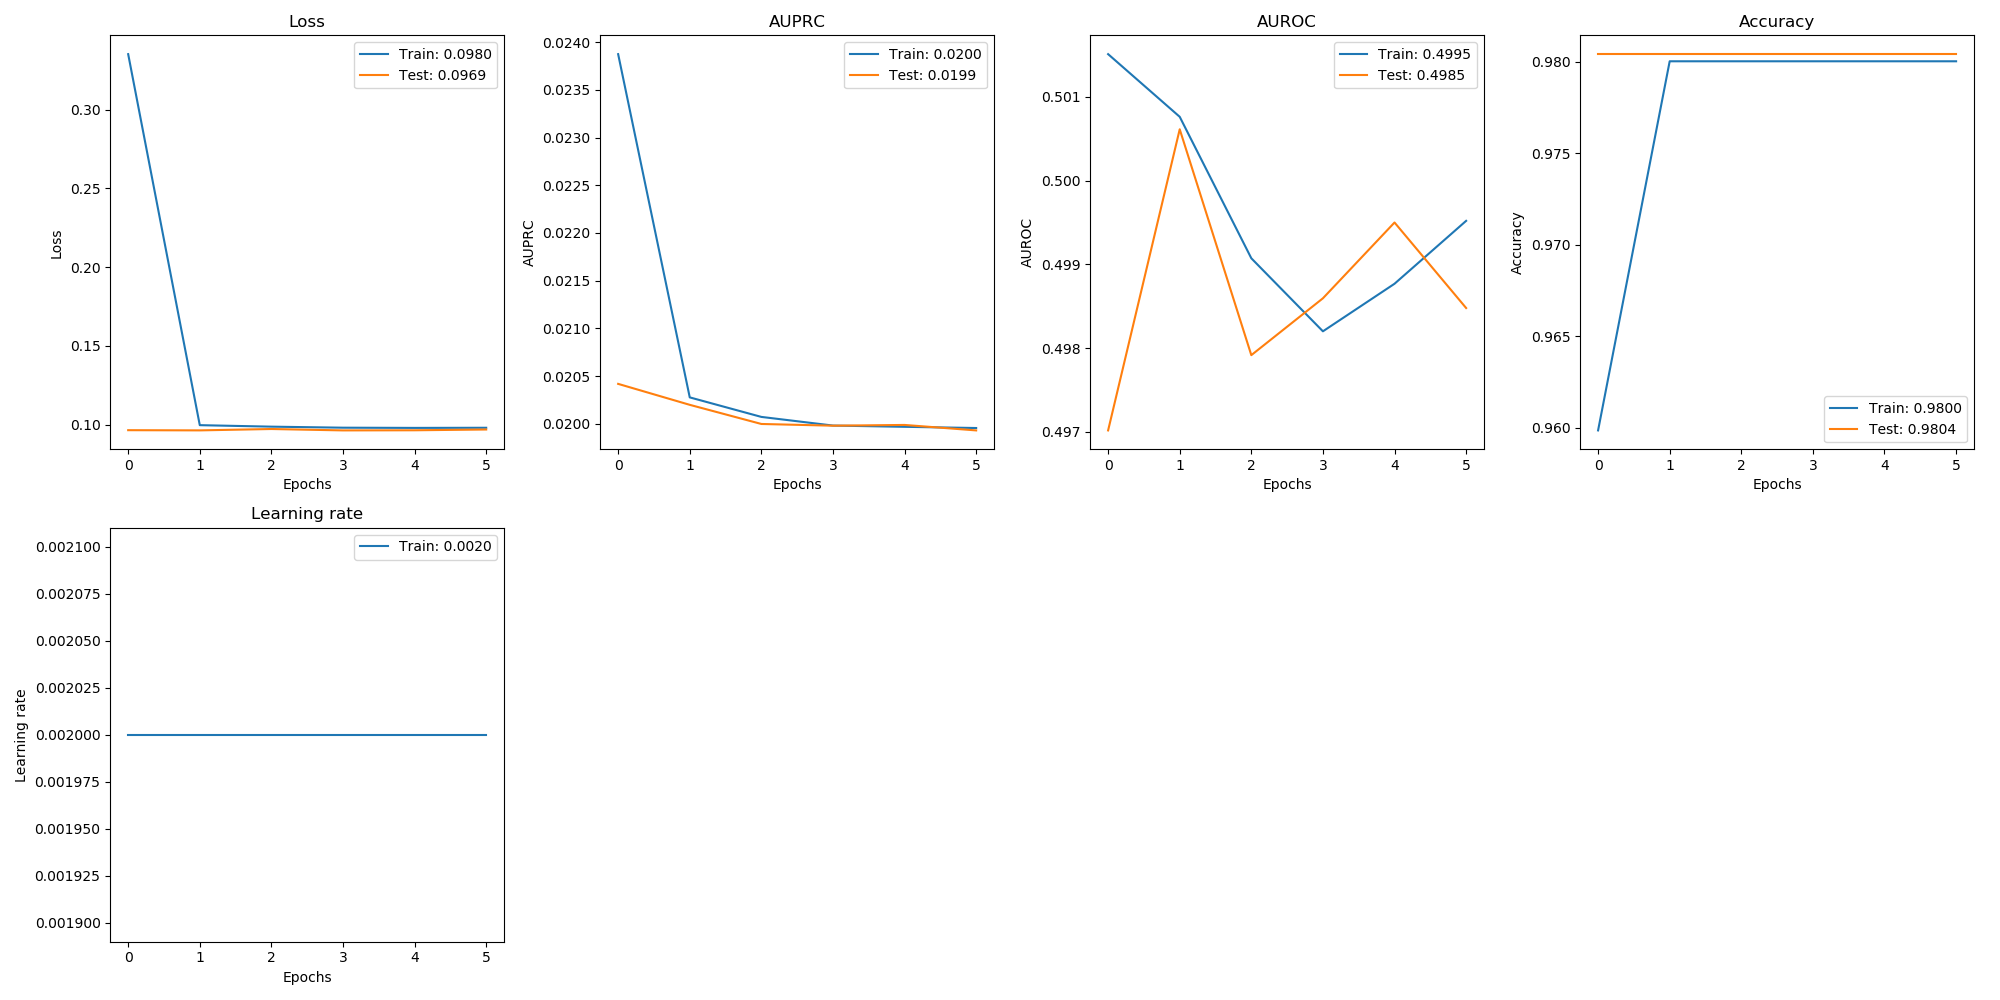 Loss
Train: 0.0980
Test: 0.0969
0.30
0.25
0.20
0.15
0.10
Loss
0 1 2 3 4 5
Epochs
AUPRC
Train: 0.0200
Test: 0.0199
0.0240
0.0235
0.0230
0.0225
0.0220
0.0215
0.0210
0.0205
0.0200
AUPRC
0 1 2 3 4 5
Epochs
AUROC
Train: 0.4995
Test: 0.4985
0.501
0.500
0.499
0.498
0.497
AUROC
0 1 2 3 4 5
Epochs
Accuracy
0.980
0.975
0.970
0.965
0.960
Accuracy
Train: 0.9800
Test: 0.9804
0 1 2 3 4 5
Epochs
Learning rate
Train: 0.0020
0.002100
0.002075
0.002050
0.002025
0.002000
0.001975
0.001950
0.001925
0.001900
Learning rate
0 1 2 3 4 5
Epochs